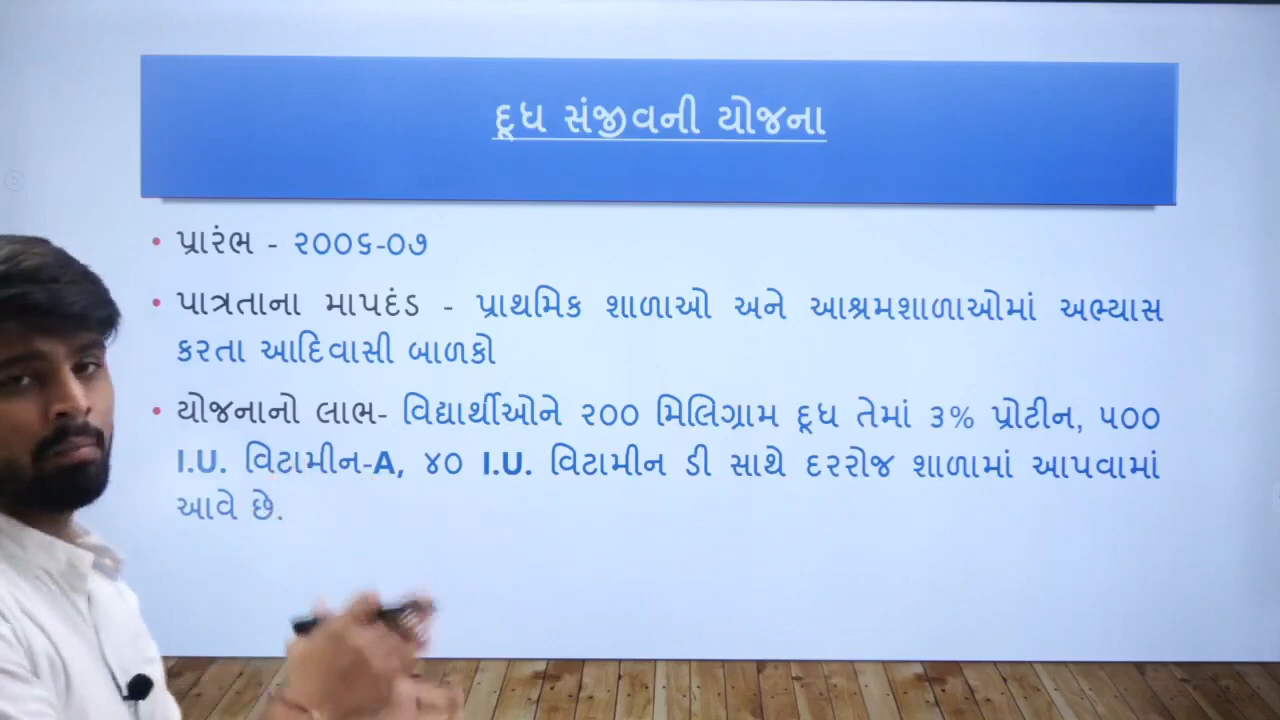 દૂધ સંજીવની યોજના
• પ્રારંભ - ૨૦૦૬-૦૭
• પાત્રતાના માપદંડ - પ્રાથમિક શાળાઓ અને આશ્રમશાળાઓમાં અભ્યાસ
કરતા આદિવાસી બાળકો
• યોજનાનો લાભ- વિદ્યાર્થીઓને ૨૦૦ મિલિગ્રામ દૂધ તેમાં ૩% પ્રોટીન, ૫૦૦
I.U. વિટામીન-A, ૪૦ I.U. વિટામીન ડી સાથે દરરોજ શાળામાં આપવામાં
આવે છે.